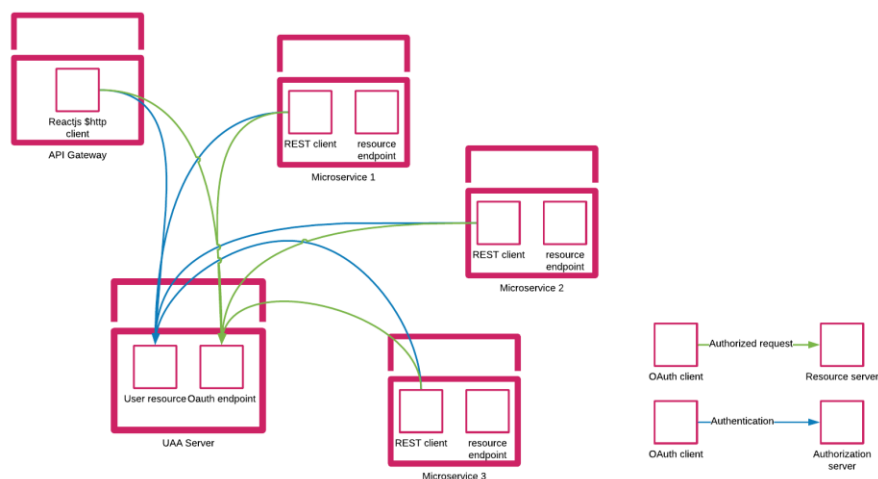 Reactjs $http
client
API Gateway
REST client
resource
endpoint
Microservice 1
REST client
resource
endpoint
Microservice 2
User resource
Oauth endpoint
UAA Server
REST client
resource
endpoint
Microservice 3
Authorized request
OAuth client
Resource server
Authentication
OAuth client
Authorization
server